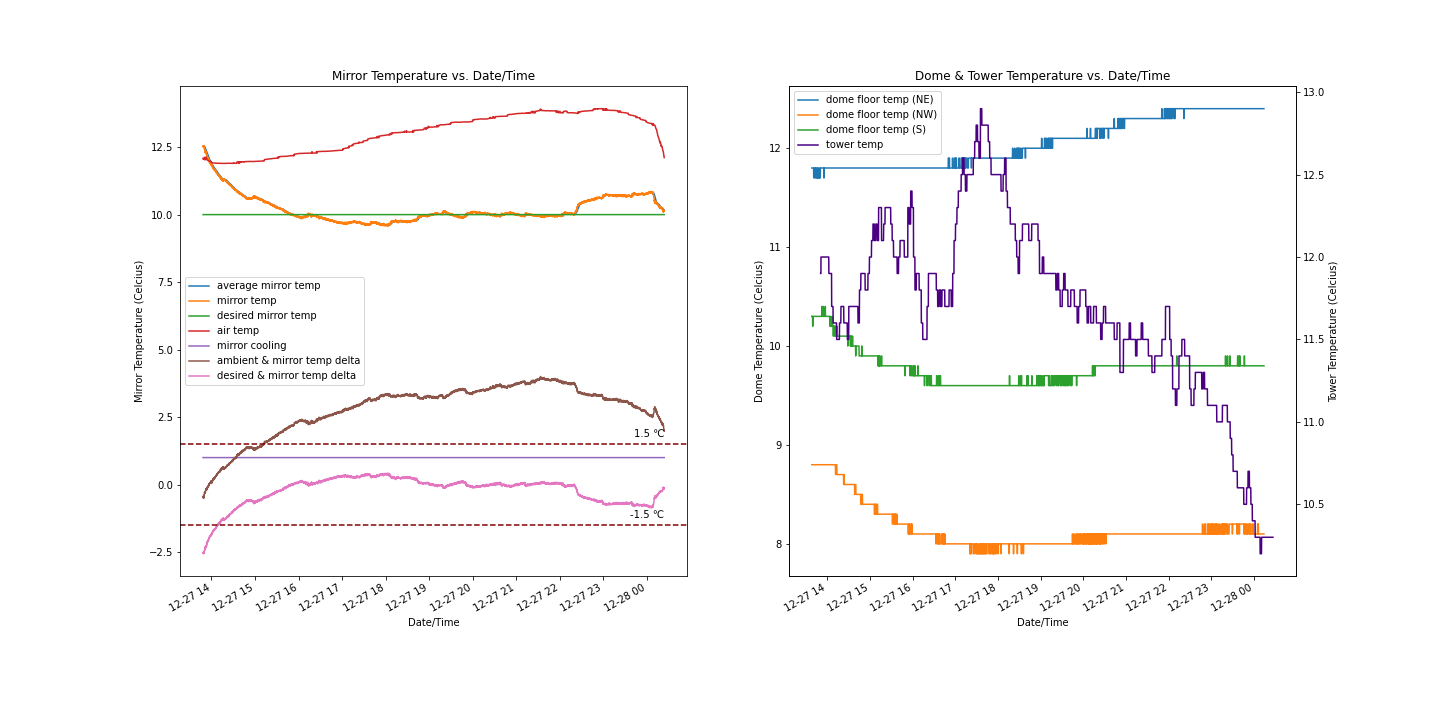 Mirror Temperature vs. Date/Time
Mirror Temperature (Celcius)
12.5
10.0
7.5
5.0
2.5
0.0
−2.5
average mirror temp
mirror temp
desired mirror temp
air temp
mirror cooling
ambient & mirror temp delta
desired & mirror temp delta
1.5 °C
-1.5 °C
12-27 14
12-27 15
12-27 16
12-27 17
12-27 18
12-27 19
12-27 20
12-27 21
12-27 22
12-27 23
12-28 00
Date/Time
Dome & Tower Temperature vs. Date/Time
Dome Temperature (Celcius)
12
11
10
9
8
dome floor temp (NE)
dome floor temp (NW)
dome floor temp (S)
tower temp
13.0
12.5
12.0
11.5
11.0
10.5
Tower Temperature (Celcius)
12-27 14
12-27 15
12-27 16
12-27 17
12-27 18
12-27 19
12-27 20
12-27 21
12-27 22
12-27 23
12-28 00
Date/Time